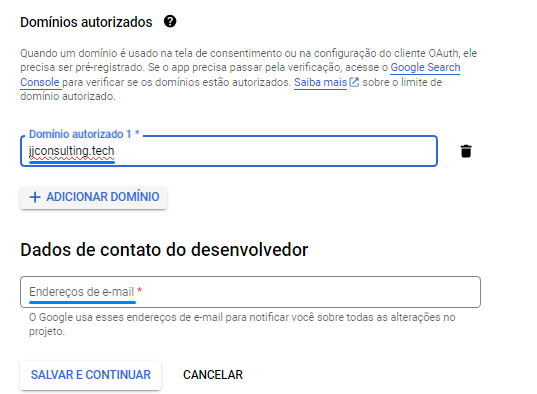 Domínios autorizados
Quando um domínio é usado na tela de consentimento ou na configuração do cliente OAuth, ele
precisa ser pré-registrado. Se o app precisa passar pela verificação, acesse o Google Search
Console para verificar se os domínios estão autorizados. Saiba mais sobre o limite de
domínio autorizado.
Domínio autorizado 1 *
jjconsulting.tech
+ ADICIONAR DOMÍNIO
Dados de contato do desenvolvedor
Endereços de e-mail *
O Google usa esses endereços de e-mail para notificar você sobre todas as alterações no
projeto.
SALVAR E CONTINUAR CANCELAR